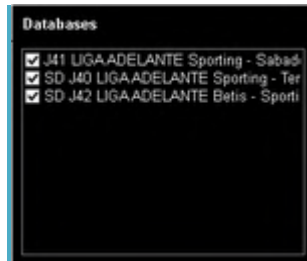 Databases
J41 LIGA ADELANTE Sporting - Sabad
SD J40 LIGA ADELANTE Sporting - Ter
SD J42 LIGA ADELANTE Betis - Sporti